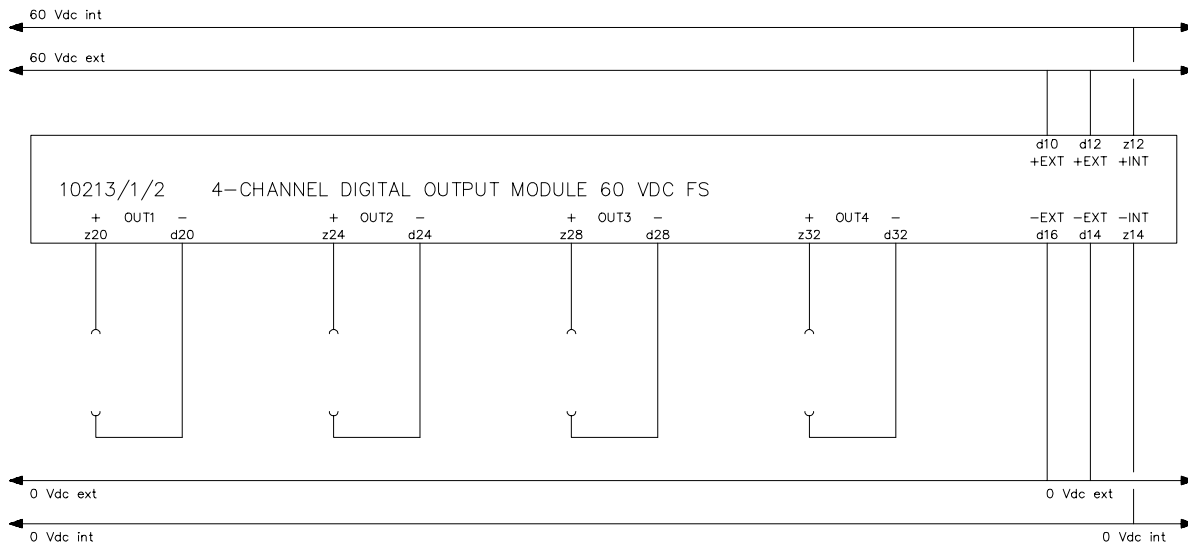 60 Vdc int
60 Vdc ext
d10 d12 z12
+EXT +EXT +INT
10213/1/2 4-CHANNEL DIGITAL OUTPUT MODULE 60 VDC FS
+ OUT1 - + OUT2 - + OUT3 - + OUT4 - -EXT -EXT -INT
z20 d20 z24 d24 z28 d28 z32 d32 d16 d14 z14
0 Vdc ext 0 Vdc ext
0 Vdc int 0 Vdc int